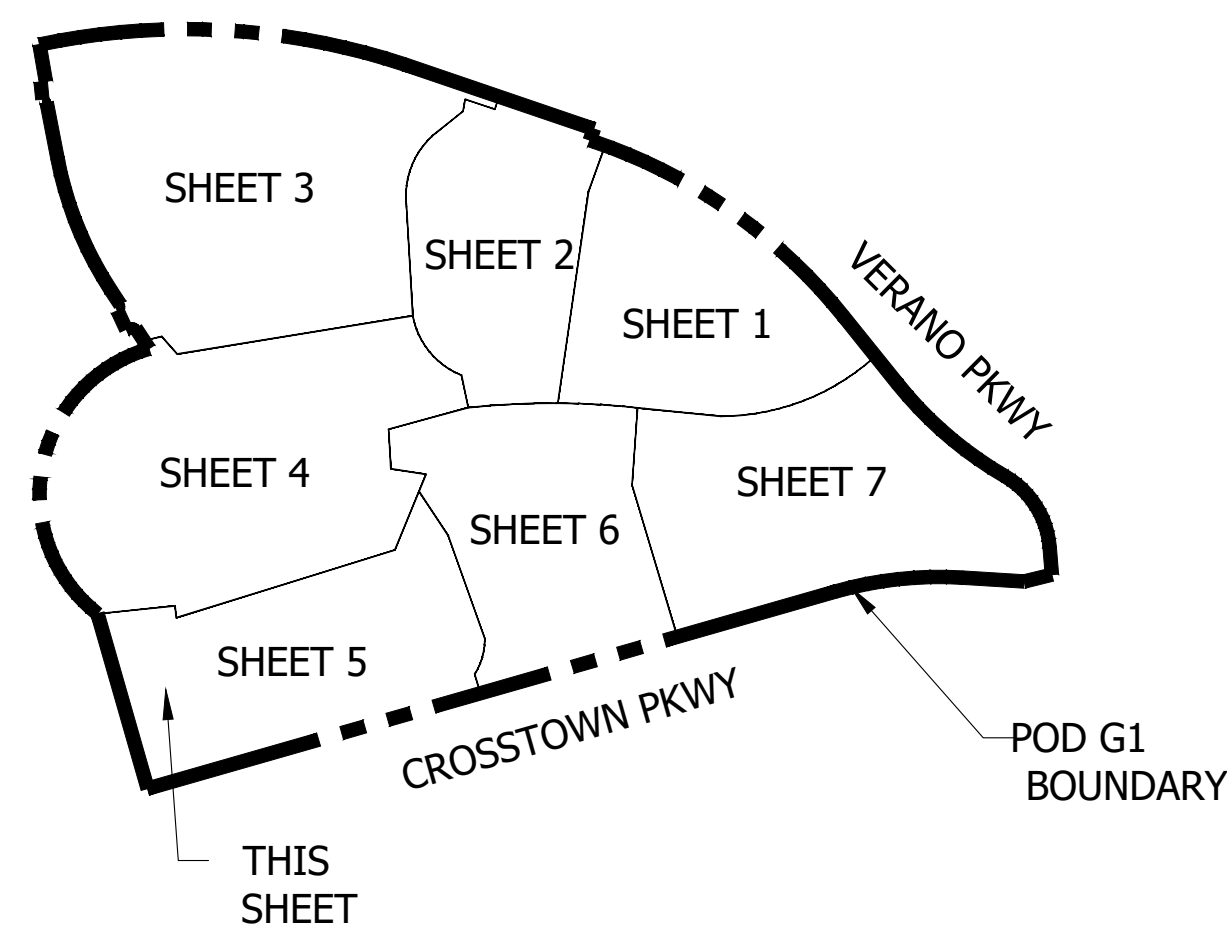 SHEET 3
SHEET 2
SHEET 1
VERANO PKWY
SHEET 4
SHEET 7
SHEET 6
SHEET 5
CROSSTOWN PKWY
POD G1
BOUNDARY
THIS
SHEET